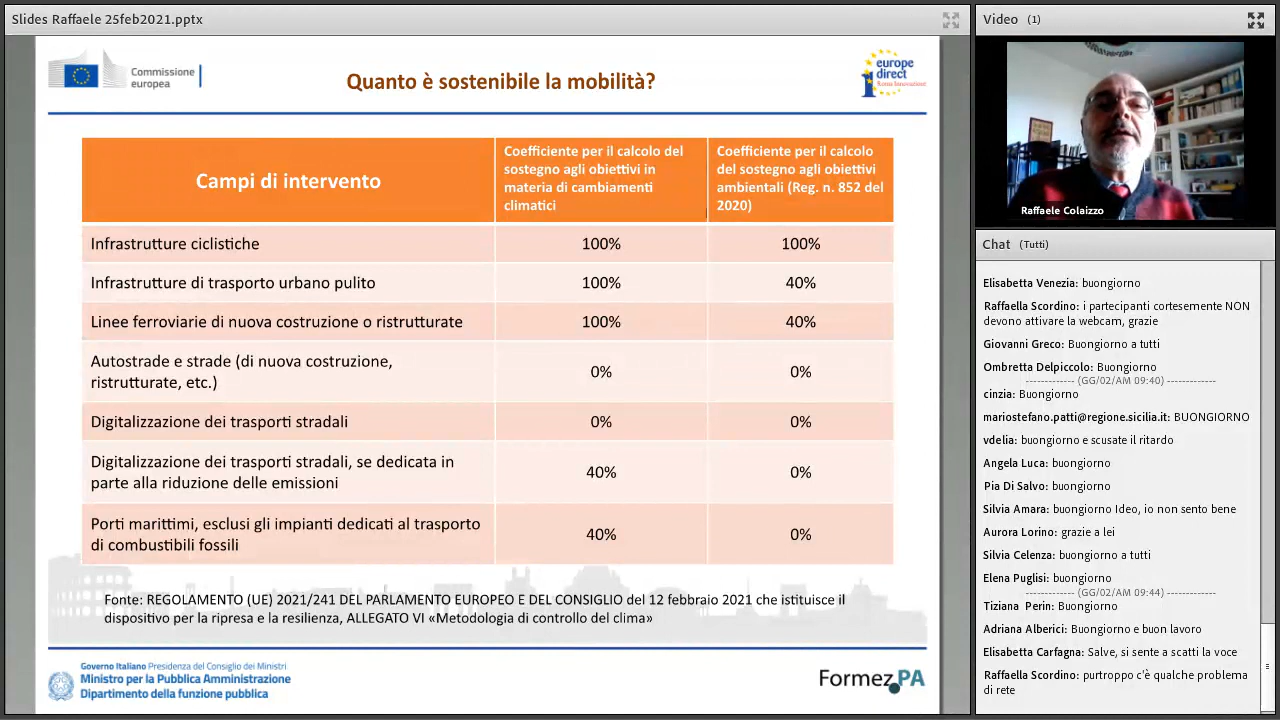 Slides Raffaele 25feb2021.pptx
Commissione
europea
Quanto è sostenibile la mobilità?
europe
direct
Roma Innovazione
Campi di intervento
Coefficiente per il calcolo del
sostegno agli obiettivi in
materia di cambiamenti
climatici
Coefficiente per il calcolo
del sostegno agli obiettivi
ambientali (Reg. n. 852 del
2020)
Infrastrutture ciclistiche 100% 100%
Infrastrutture di trasporto urbano pulito 100% 40%
Linee ferroviarie di nuova costruzione o ristrutturate 100% 40%
Autostrade e strade (di nuova costruzione,
ristrutturate, etc.) 0% 0%
Digitalizzazione dei trasporti stradali 0% 0%
Digitalizzazione dei trasporti stradali, se dedicata in
parte alla riduzione delle emissioni 40% 0%
Porti marittimi, esclusi gli impianti dedicati al trasporto
di combustibili fossili 40% 0%
Fonte: REGOLAMENTO (UE) 2021/241 DEL PARLAMENTO EUROPEO E DEL CONSIGLIO del 12 febbraio 2021 che istituisce il
dispositivo per la ripresa e la resilienza, ALLEGATO VI «Metodologia di controllo del clima»
Governo Italiano Presidenza del Consiglio dei Ministri
Ministro per la Pubblica Amministrazione
Dipartimento della funzione pubblica
Formez PA
Video (1)
Raffaele Colaizzo
Chat (Tutti)
Elisabetta Venezia: buongiorno
Raffaella Scordino: i partecipanti cortesemente NON
devono attivare la webcam, grazie
Giovanni Greco: Buongiorno a tutti
Ombretta Delpiccolo: Buongiorno
------------- (GG/02/AM 09:40) -------------
cinzia: Buongiorno
mariostefano.patti@regione.sicilia.it: BUONGIORNO
vdelia: buongiorno e scusate il ritardo
Angela Luca: buongiorno
Pia Di Salvo: buongiorno
Silvia Amara: buongiorno Ideo, io non sento bene
Aurora Lorino: grazie a lei
Silvia Celenza: buongiorno a tutti
Elena Puglisi: buongiorno
------------- (GG/02/AM 09:44) -------------
Tiziana Perin: Buongiorno
Adriana Alberici: Buongiorno e buon lavoro
Elisabetta Carfagna: Salve, si sente a scatti la voce
Raffaella Scordino: purtroppo c'è qualche problema
di rete